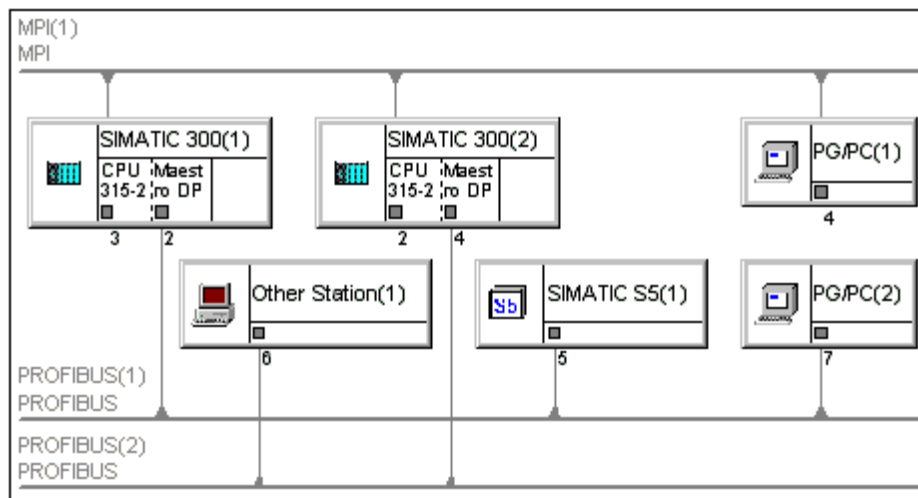 MPI(1)
MPI
SIMATIC 300(1)
CPU 315-2
Maest ro DP
3 2
SIMATIC 300(2)
CPU 315-2
Maest ro DP
2 4
PG/PC(1)
4
Other Station(1)
6
S5
SIMATIC S5(1)
5
PG/PC(2)
7
PROFIBUS(1)
PROFIBUS
PROFIBUS(2)
PROFIBUS